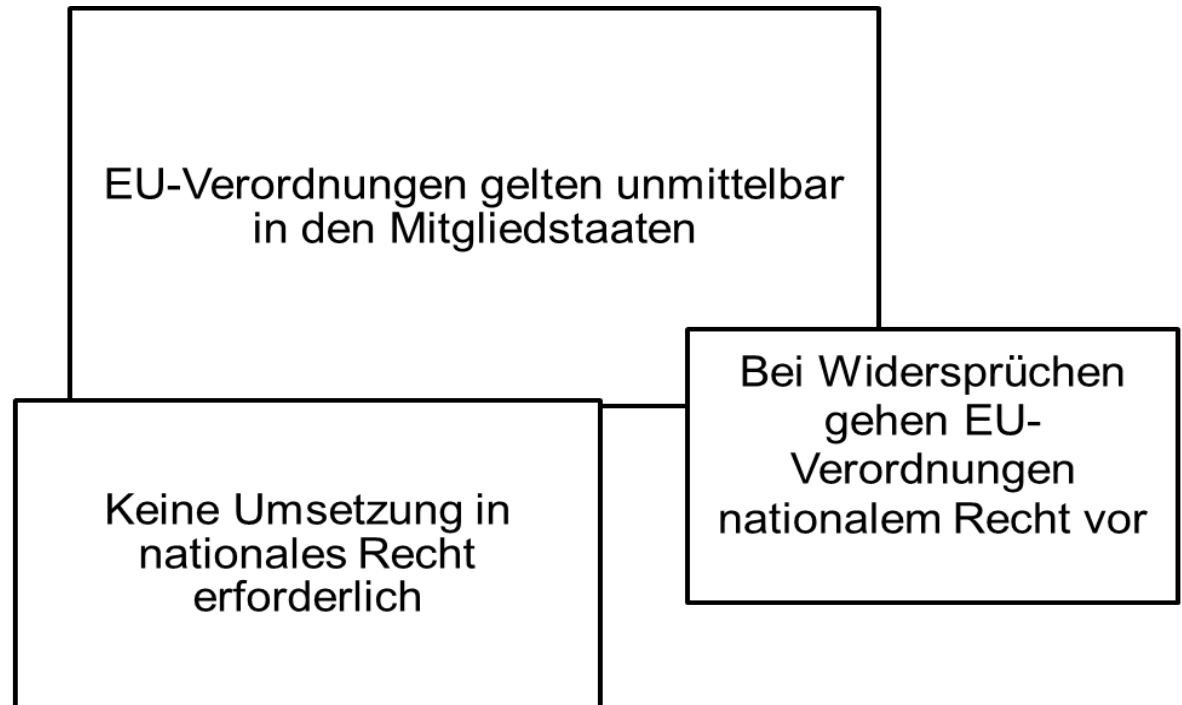 EU-Verordnungen gelten unmittelbar
in den Mitgliedstaaten
Bei Widersprüchen
gehen EU-
Verordnungen
nationalem Recht vor
Keine Umsetzung in
nationales Recht
erforderlich